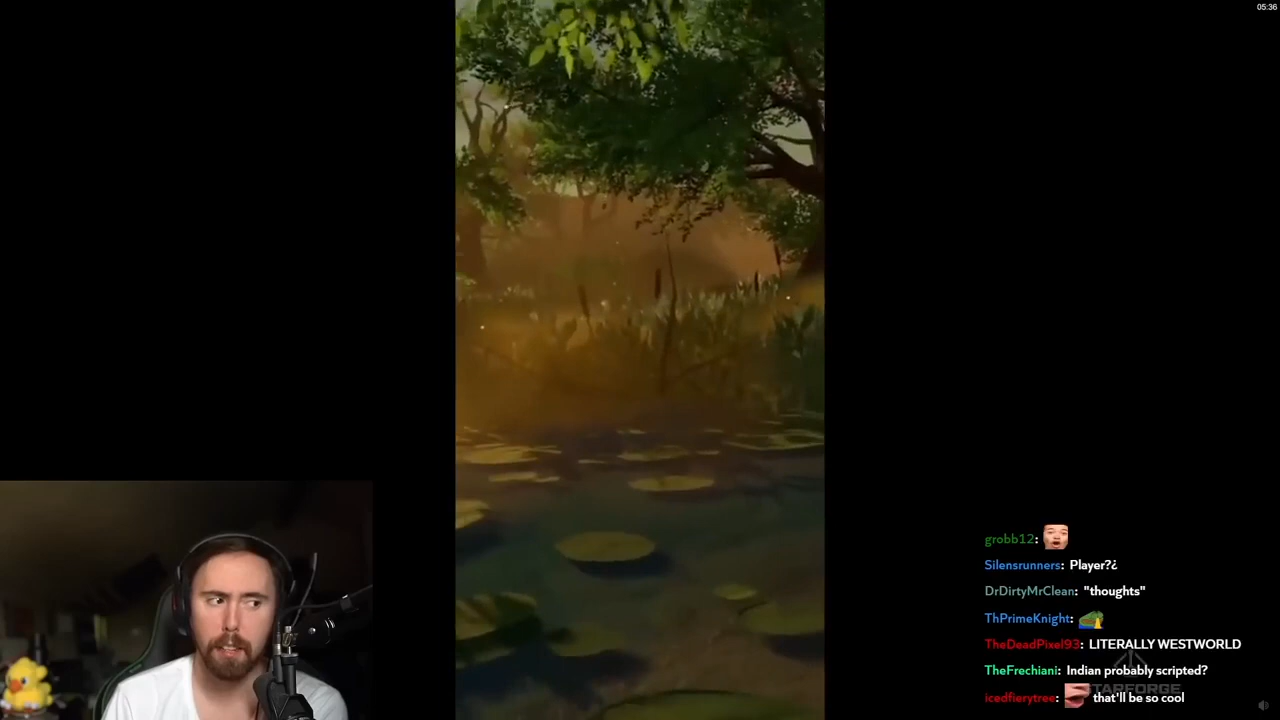 05:36
grobb12:
Silensrunners: Player?¿
DrDirtyMrClean: "thoughts"
ThPrimeKnight:
TheDeadPixel93: LITERALLY WESTWORLD
TheFrechiani: Indian probably scripted?
STARFORGE
icedfierytree: that'll be so cool